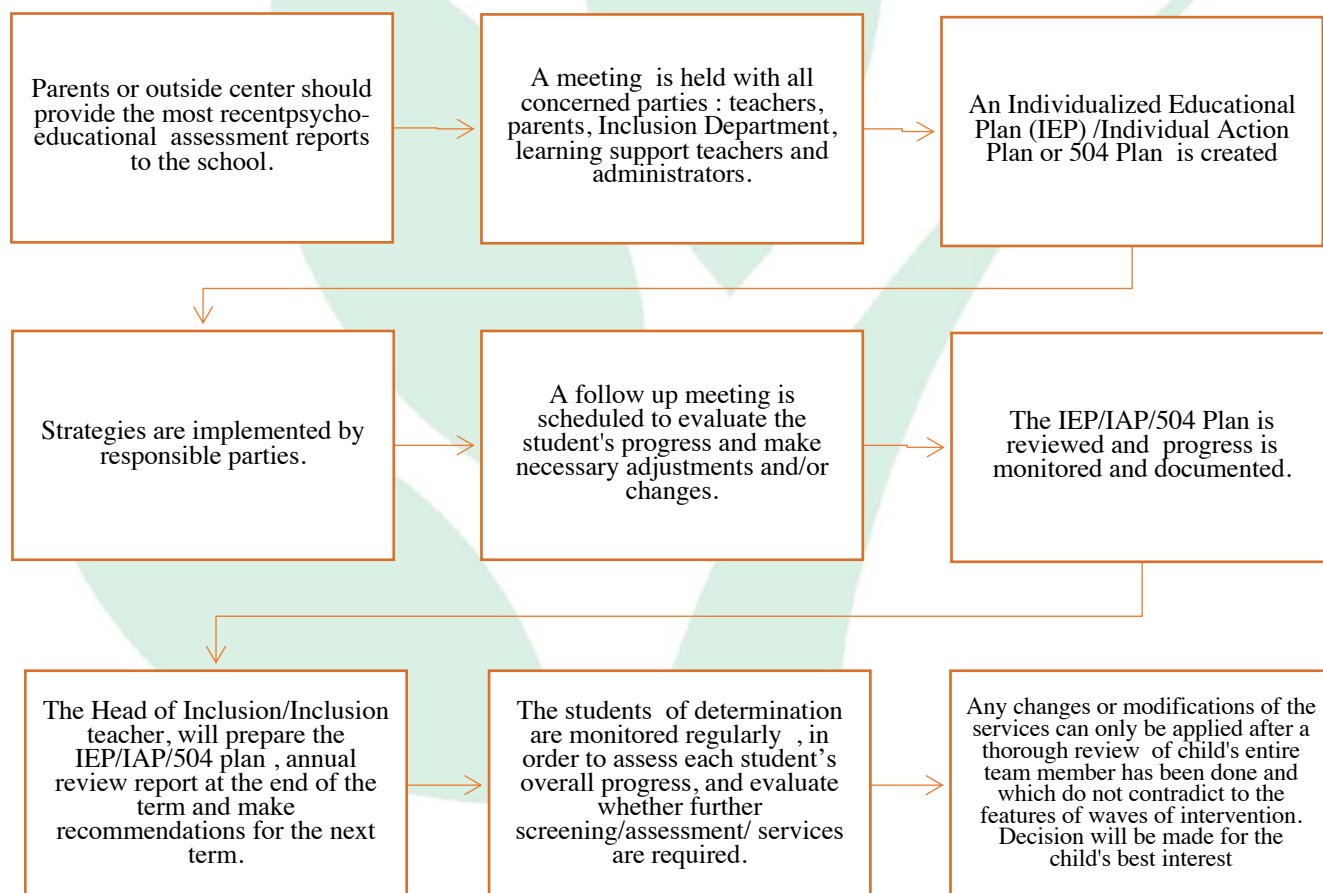 Parents or outside center should
provide the most recentpsycho-
educational assessment reports
to the school.
A meeting is held with all
concerned parties : teachers,
parents, Inclusion Department,
learning support teachers and
administrators.
An Individualized Educational
Plan (IEP) /Individual Action
Plan or 504 Plan is created
Strategies are implemented by
responsible parties.
A follow up meeting is
scheduled to evaluate the
student's progress and make
necessary adjustments and/or
changes.
The IEP/IAP/504 Plan is
reviewed and progress is
monitored and documented.
The Head of Inclusion/Inclusion
teacher, will prepare the
IEP/IAP/504 plan , annual
review report at the end of the
term and make
recommendations for the next
term.
The students of determination
are monitored regularly , in
order to assess each student’s
overall progress, and evaluate
whether further
screening/assessment/ services
are required.
Any changes or modifications of the
services can only be applied after a
thorough review of child's entire
team member has been done and
which do not contradict to the
features of waves of intervention.
Decision will be made for the
child's best interest